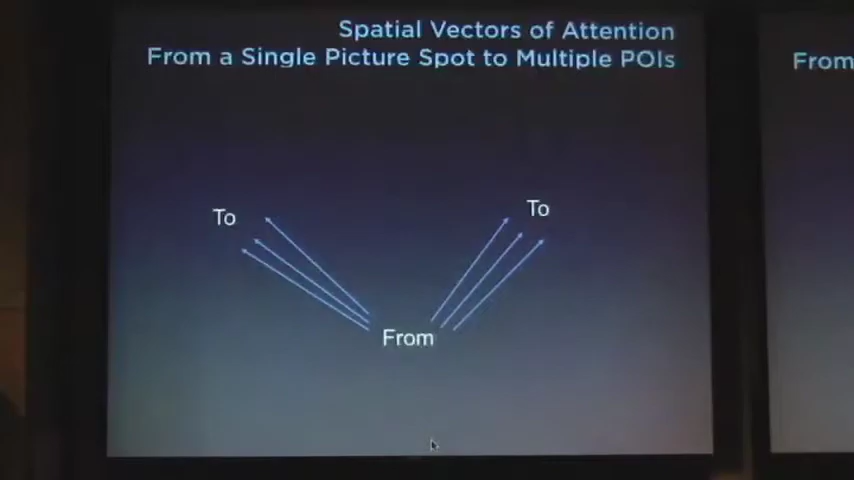 Spatial Vectors of Attention
From a Single Picture Spot to Multiple POIs
From
To
To
From